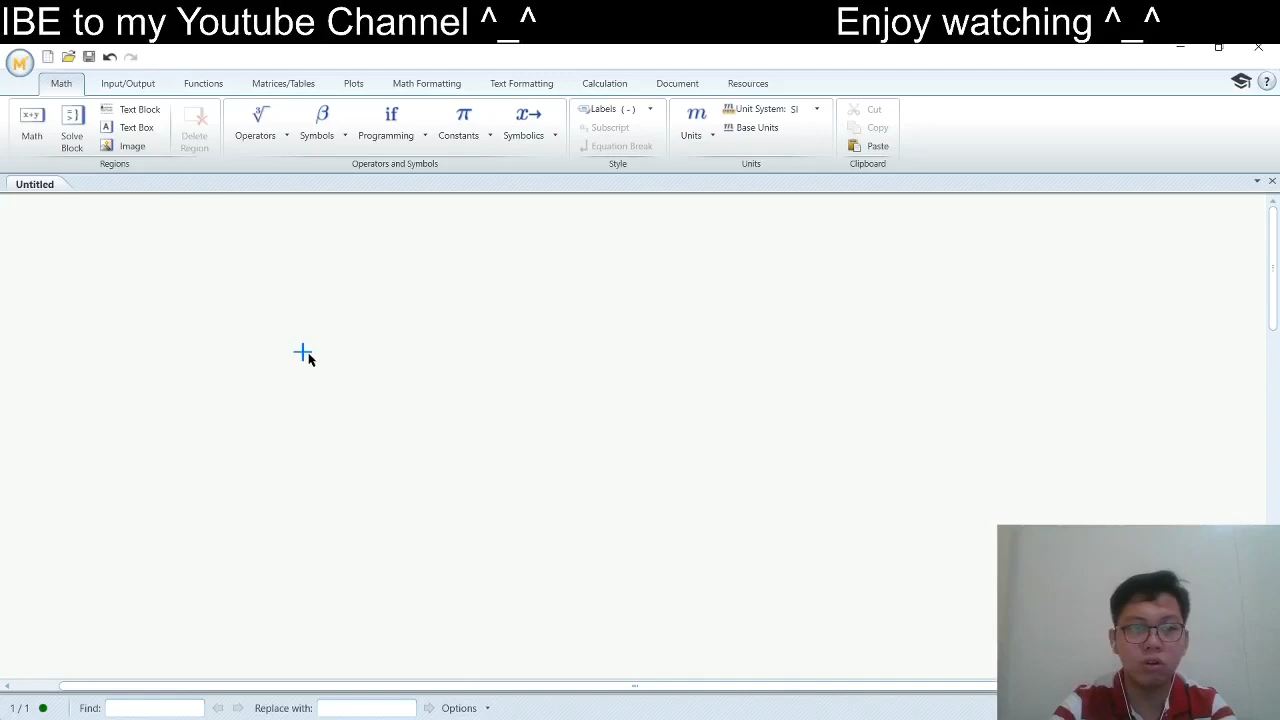 IBE to my Youtube Channel ^_^ Enjoy watching ^_^
Math Input/Output Functions Matrices/Tables Plots Math Formatting Text Formatting Calculation Document Resources
Math
Solve Block
Text Block
Text Box
Image
Delete Region
Regions
Operators
Symbols
if
Programming
π
Constants
x→
Symbolics
Operators and Symbols
Labels (-)
Subscript
Equation Break
Style
m
Units
Unit System: SI
Base Units
Units
Cut
Copy
Paste
Clipboard
Untitled
1 / 1 Find: Replace with: Options